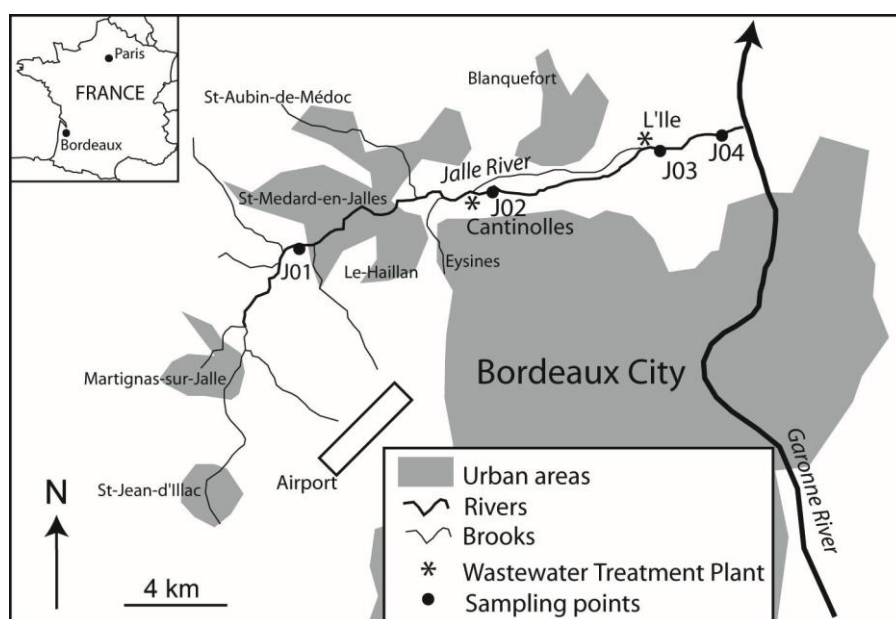 Paris
FRANCE
Bordeaux
St-Aubin-de-Médoc
Blanquefort
L'Ile
J04
J03
Jalle River
St-Medard-en-Jalles
J02
Cantinolles
J01
Le-Haillan
Eysines
Martignas-sur-Jalle
Bordeaux City
St-Jean-d'Illac
Airport
Garonne River
N
4 km
Urban areas
Rivers
Brooks
* Wastewater Treatment Plant
Sampling points